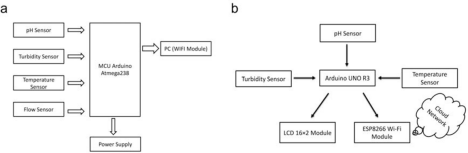 a
pH Sensor
Turbidity Sensor
Temperature
Sensor
Flow Sensor
MCU Arduino
Atmega238
PC (WIFI Module)
Power Supply
b
pH Sensor
Turbidity Sensor
Arduino UNO R3
Temperature
Sensor
LCD 16×2 Module
ESP8266 Wi-Fi
Module
Cloud
Network